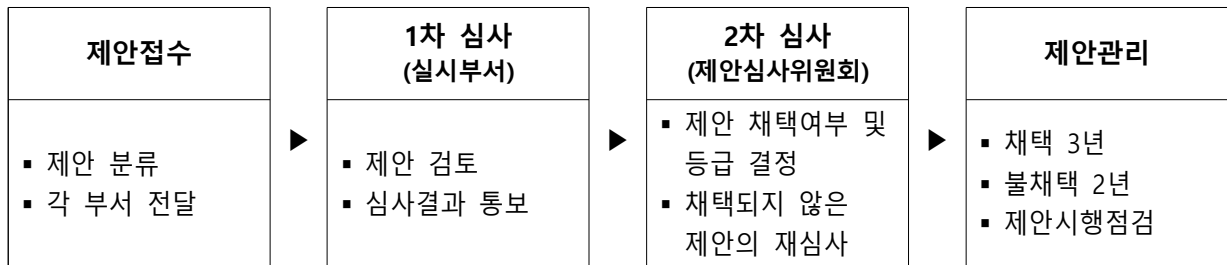 제안접수
▪ 제안 분류
▪ 각 부서 전달
▶
1차 심사
(실시부서)
▪ 제안 검토
▪ 심사결과 통보
▶
2차 심사
(제안심사위원회)
▪ 제안 채택여부 및
등급 결정
▪ 채택되지 않은
제안의 재심사
▶
제안관리
▪ 채택 3년
▪ 불채택 2년
▪ 제안시행점검